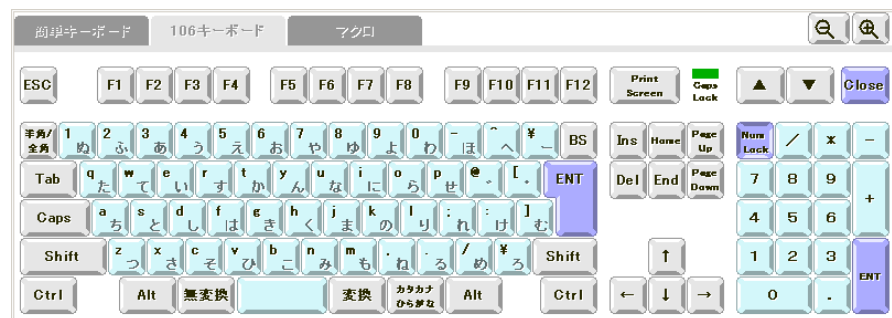 簡単キーボード 106キーボード マクロ
ESC F1 F2 F3 F4 F5 F6 F7 F8 F9 F10 F11 F12 Print Screen Caps Lock ▲ ▼ Close
半角/全角 1 ぬ 2 ふ 3 あ 4 う 5 え 6 お 7 や 8 ゆ 9 よ 0 わ - ほ ^ へ ¥ ー BS Ins Home Page Up Num Lock / * -
Tab q た w て e い r す t か y ん u な i に o ら p せ @ ゛ [ ゜ ENT Del End Page Down 7 8 9 +
Caps a ち s と d し f は g き h く j ま k の l り ; れ : け ] む 4 5 6
Shift z つ x さ c そ v ひ b こ n み m も , ね . る / め ¥ ろ Shift ↑ 1 2 3 ENT
Ctrl Alt 無変換 変換 カタカナ ひらがな Alt Ctrl ← ↓ → 0 .